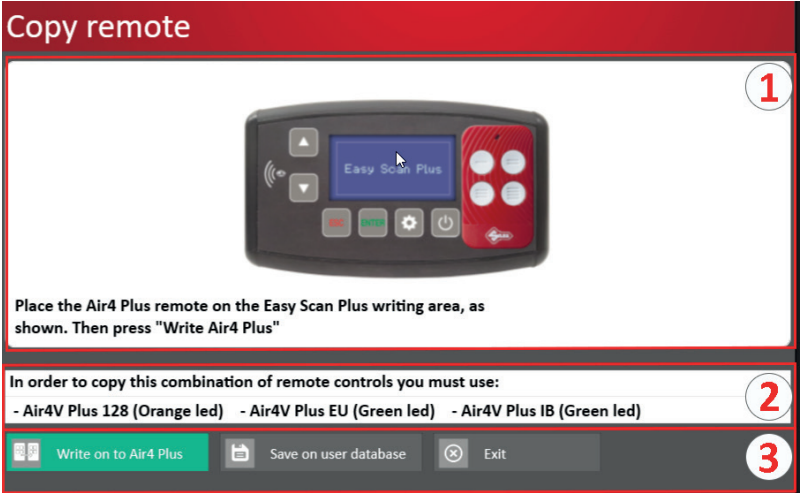 Copy remote
1
Easy Scan Plus
ESC ENTER
Place the Air4 Plus remote on the Easy Scan Plus writing area, as
shown. Then press "Write Air4 Plus"
In order to copy this combination of remote controls you must use:
- Air4V Plus 128 (Orange led) - Air4V Plus EU (Green led) - Air4V Plus IB (Green led)
2
Write on to Air4 Plus Save on user database Exit
3